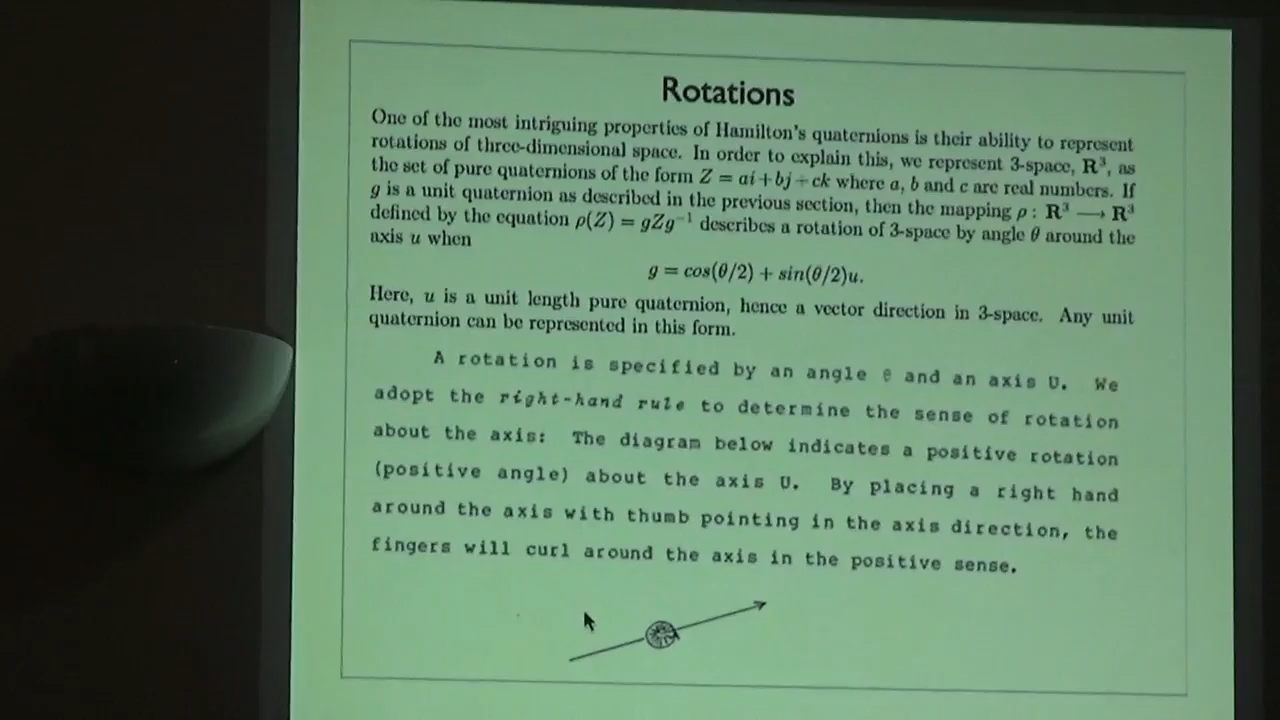 Rotations
One of the most intriguing properties of Hamilton's quaternions is their ability to represent
rotations of three-dimensional space. In order to explain this, we represent 3-space, R³, as
the set of pure quaternions of the form Z = ai + bj + ck where a, b and c are real numbers. If
g is a unit quaternion as described in the previous section, then the mapping ρ : R³ ⟶ R³
defined by the equation ρ(Z) = gZg⁻¹ describes a rotation of 3-space by angle θ around the
axis u when
g = cos(θ/2) + sin(θ/2)u.
Here, u is a unit length pure quaternion, hence a vector direction in 3-space. Any unit
quaternion can be represented in this form.
A rotation is specified by an angle θ and an axis U. We
adopt the right-hand rule to determine the sense of rotation
about the axis: The diagram below indicates a positive rotation
(positive angle) about the axis U. By placing a right hand
around the axis with thumb pointing in the axis direction, the
fingers will curl around the axis in the positive sense.